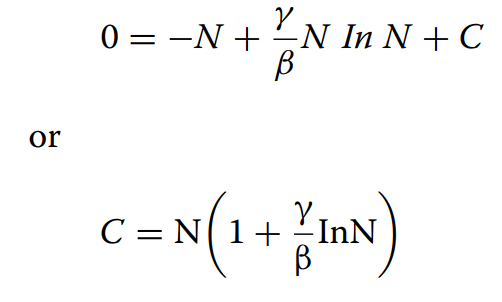 0 = −N + γ/β N In N + C
or
C = N(1 + γ/β InN)